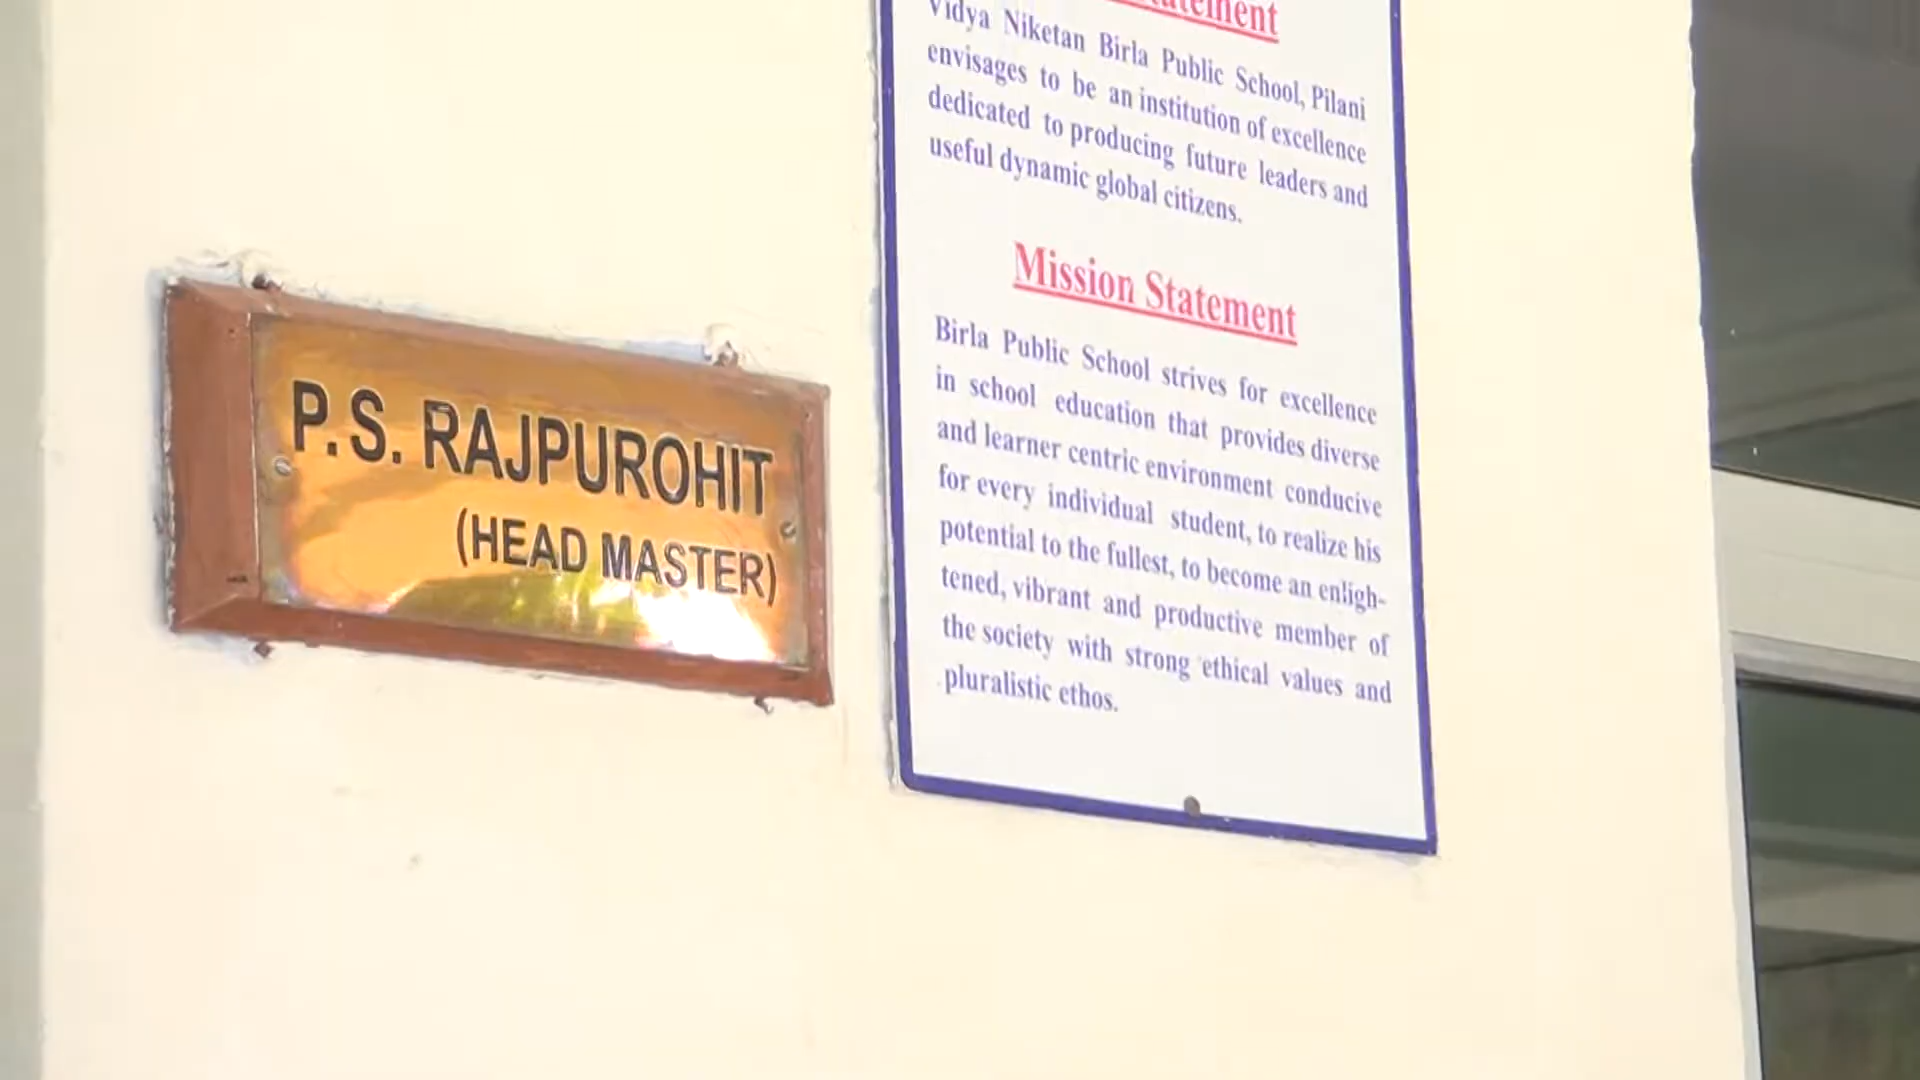 P.S. RAJPUROHIT
(HEAD MASTER)
Statement
Vidya Niketan Birla Public School, Pilani
envisages to be an institution of excellence
dedicated to producing future leaders and
useful dynamic global citizens.
Mission Statement
Birla Public School strives for excellence
in school education that provides diverse
and learner centric environment conducive
for every individual student, to realize his
potential to the fullest, to become an enligh-
tened, vibrant and productive member of
the society with strong ethical values and
pluralistic ethos.